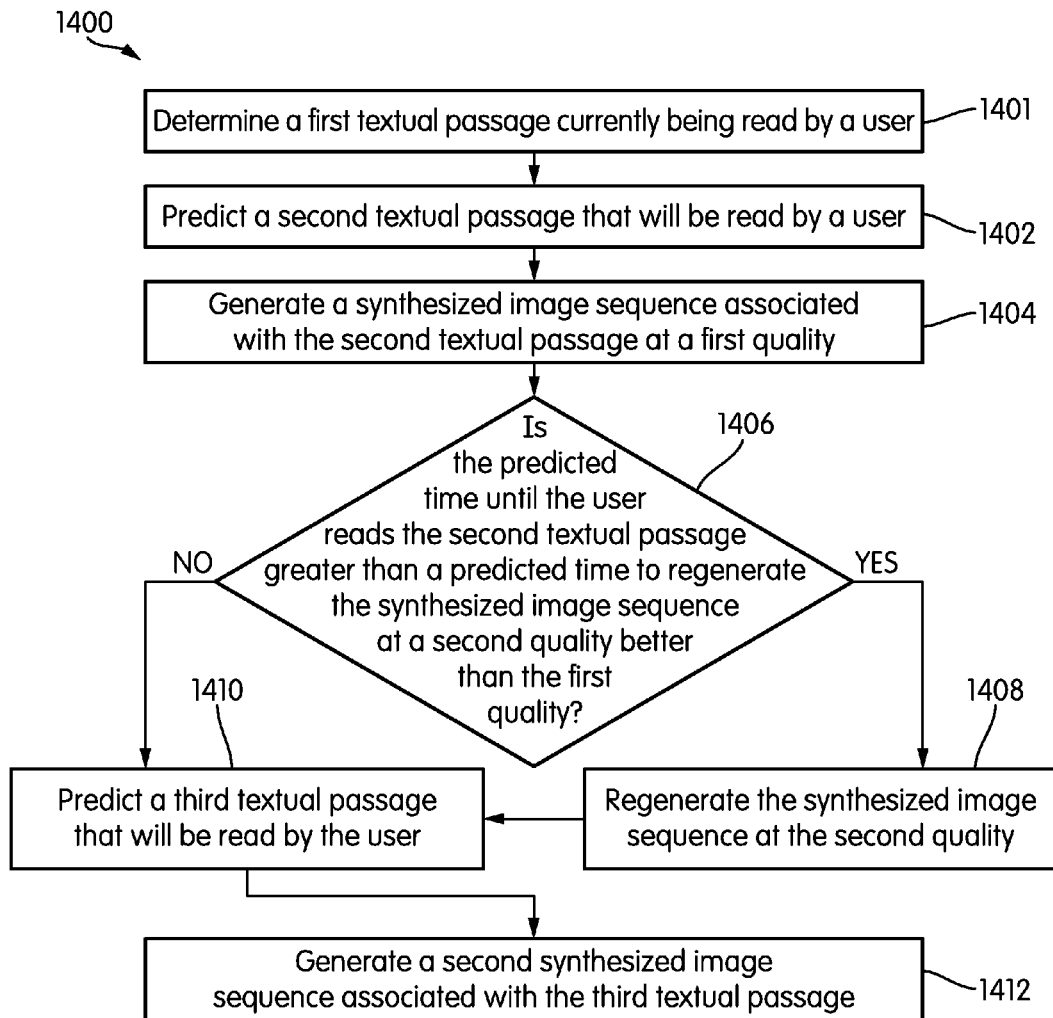 1400
Determine a first textual passage currently being read by a user
1401
Predict a second textual passage that will be read by a user
1402
Generate a synthesized image sequence associated
with the second textual passage at a first quality
1404
Is
the predicted
time until the user
reads the second textual passage
greater than a predicted time to regenerate
the synthesized image sequence
at a second quality better
than the first
quality?
1406
NO
YES
1410
Predict a third textual passage
that will be read by the user
1408
Regenerate the synthesized image
sequence at the second quality
Generate a second synthesized image
sequence associated with the third textual passage
1412